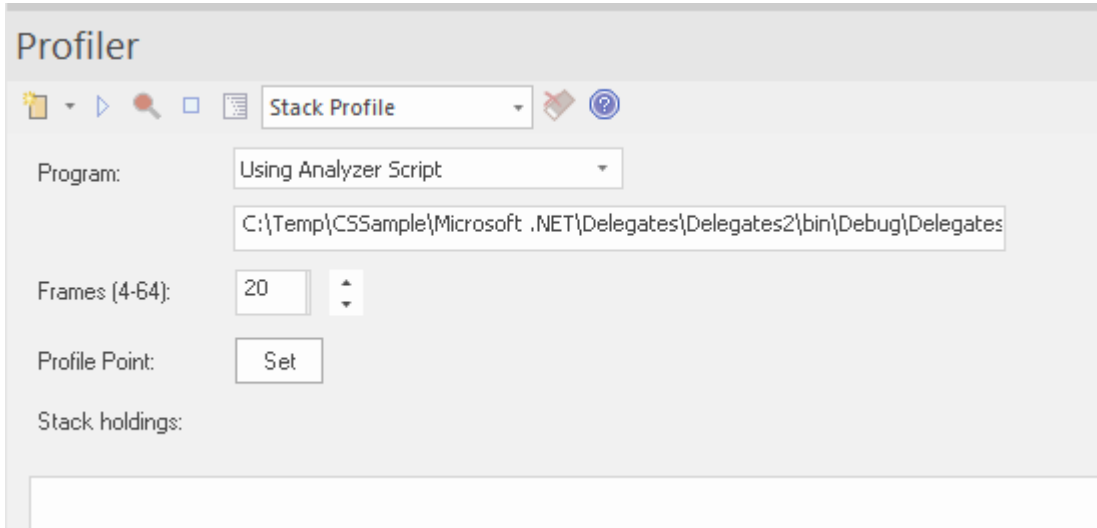 Profiler
Stack Profile
Program: Using Analyzer Script
C:\Temp\CSSample\Microsoft .NET\Delegates\Delegates2\bin\Debug\Delegates
Frames (4-64): 20
Profile Point: Set
Stack holdings: